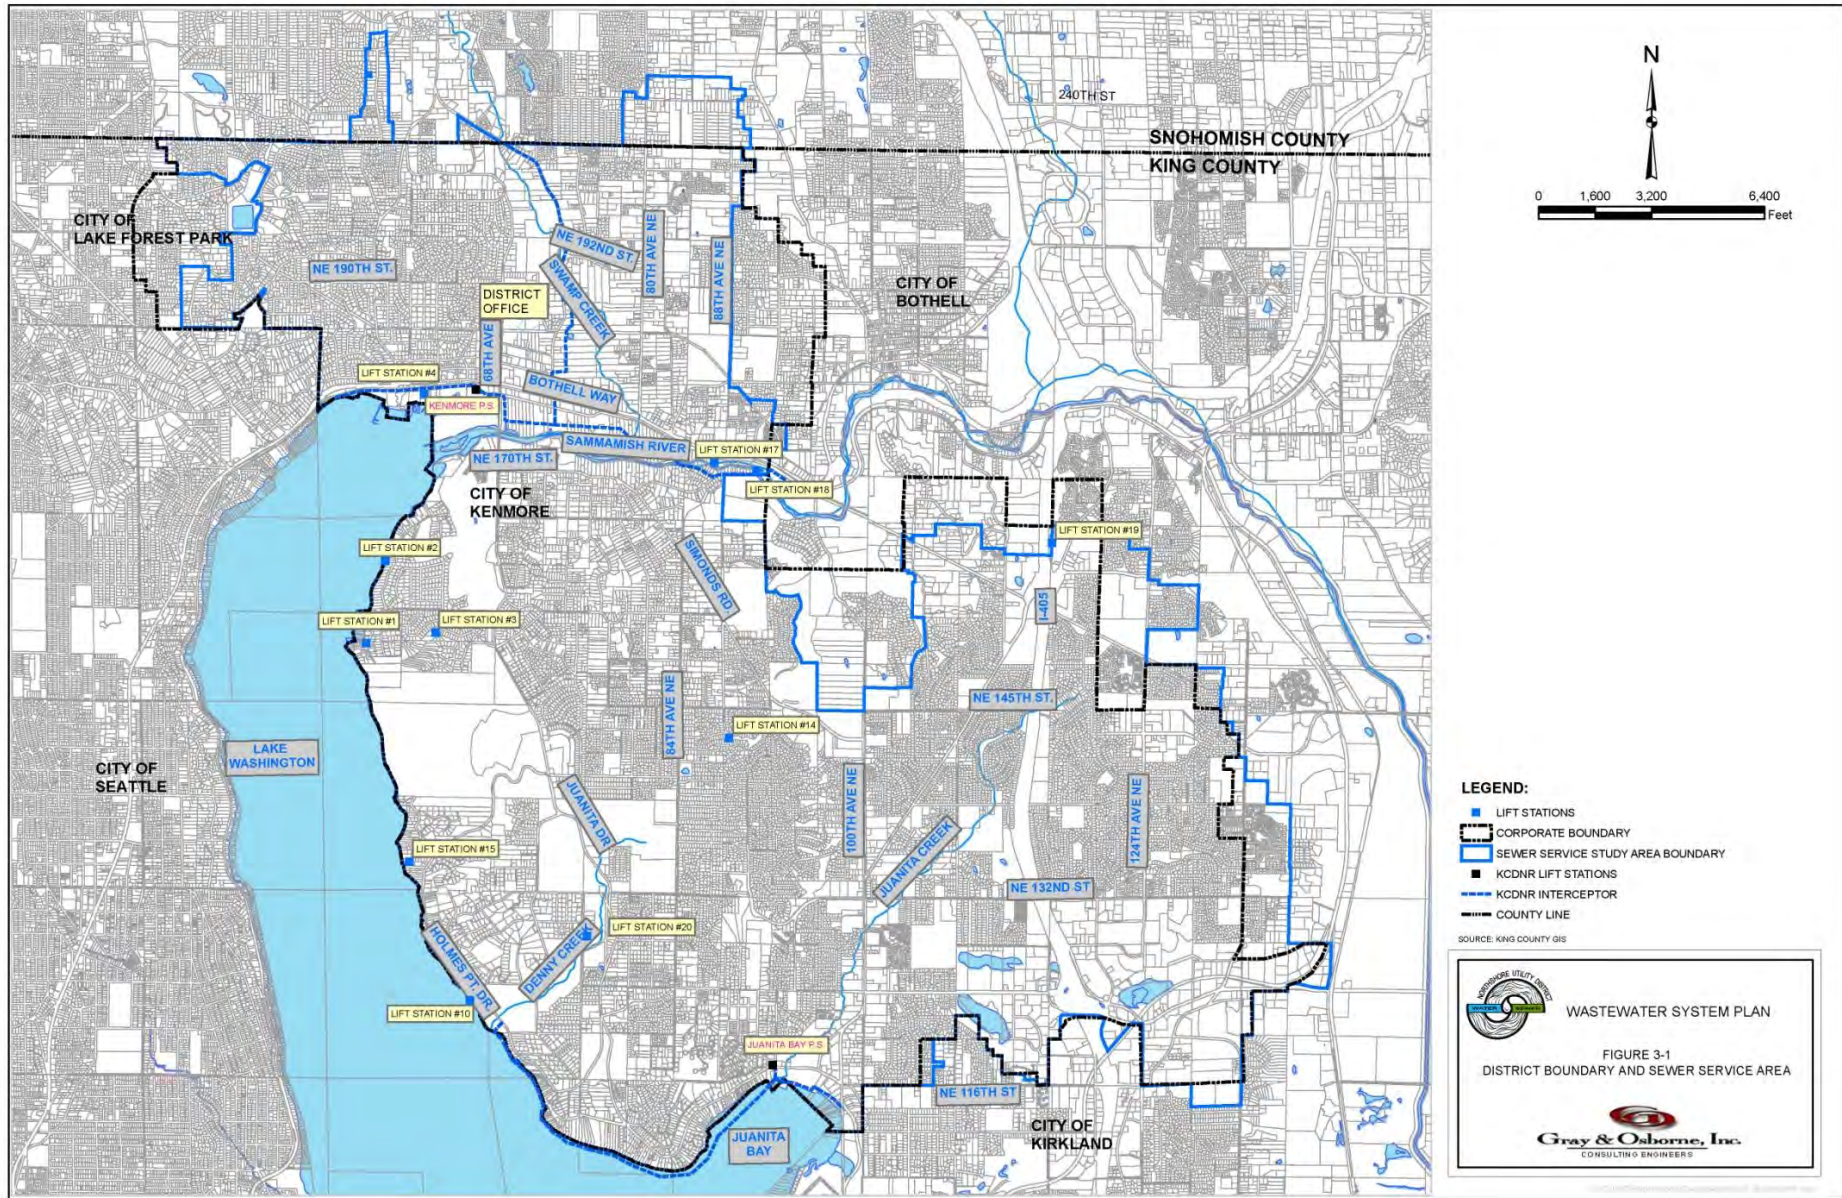 240TH ST
SNOHOMISH COUNTY
KING COUNTY
N
0 1,600 3,200 6,400
Feet
CITY OF
LAKE FOREST PARK
NE 190TH ST.
NE 192ND ST.
80TH AVE NE
88TH AVE NE
SWAMP CREEK
DISTRICT
OFFICE
CITY OF
BOTHELL
68TH AVE
LIFT STATION #4
KENMORE P.S.
BOTHELL WAY
SAMMAMISH RIVER
NE 170TH ST.
LIFT STATION #17
LIFT STATION #18
CITY OF
KENMORE
LIFT STATION #2
SIMONDS RD.
LIFT STATION #19
I-405
LIFT STATION #1
LIFT STATION #3
84TH AVE NE
NE 145TH ST.
LIFT STATION #14
LAKE
WASHINGTON
CITY OF
SEATTLE
JUANITA DR
100TH AVE NE
124TH AVE NE
JUANITA CREEK
LIFT STATION #15
NE 132ND ST
HOLMES PT. DR.
DENNY CREEK
LIFT STATION #20
LIFT STATION #10
JUANITA BAY P.S.
NE 116TH ST
JUANITA
BAY
CITY OF
KIRKLAND
LEGEND:
LIFT STATIONS
CORPORATE BOUNDARY
SEWER SERVICE STUDY AREA BOUNDARY
KCDNR LIFT STATIONS
KCDNR INTERCEPTOR
COUNTY LINE
SOURCE: KING COUNTY GIS
NORTHSHORE UTILITY DISTRICT
WATER
WASTEWATER SYSTEM PLAN
FIGURE 3-1
DISTRICT BOUNDARY AND SEWER SERVICE AREA
Gray & Osborne, Inc.
CONSULTING ENGINEERS